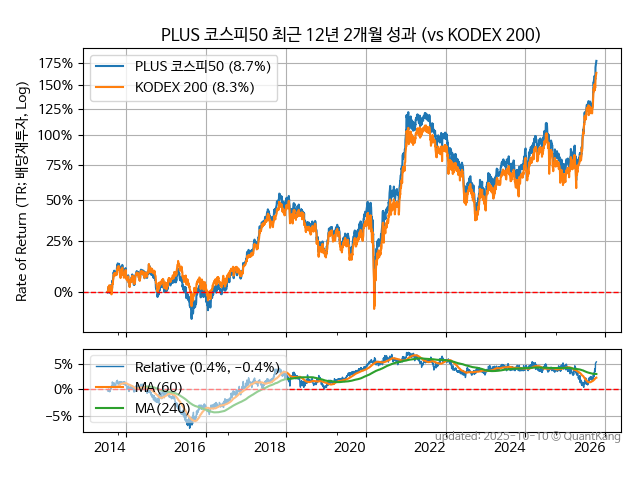 PLUS 코스피50 최근 12년 2개월 성과 (vs KODEX 200)
Rate of Return (TR: 배당재투자, Log)
175%
150%
125%
100%
75%
50%
25%
0%
PLUS 코스피50 (8.7%)
KODEX 200 (8.3%)
5%
0%
−5%
Relative (0.4%, −0.4%)
MA(60)
MA(240)
2014 2016 2018 2020 2022 2024 2026
updated: 2025-10-10 © QuantKang